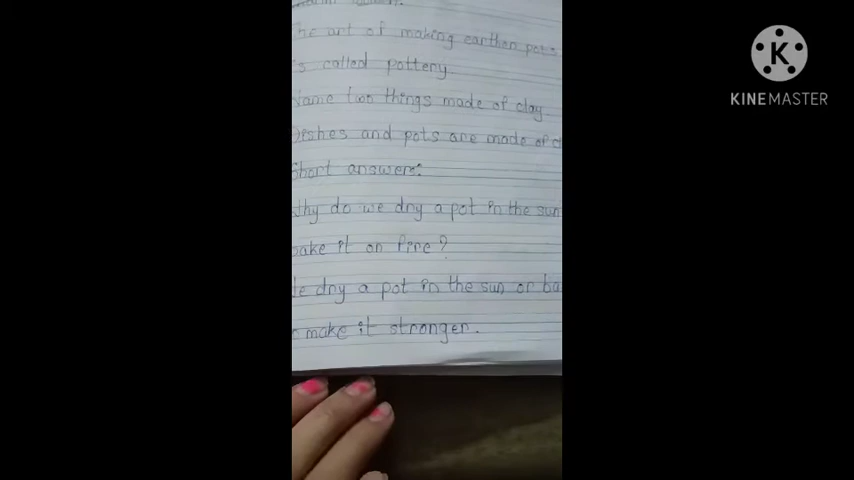 The art of making earthen pots
is called pottery.
Name two things made of clay
Dishes and pots are made of
Short answers:
Why do we dry a pot in the sun
bake it on fire?
We dry a pot in the sun or
make it stronger.
KINEMASTER